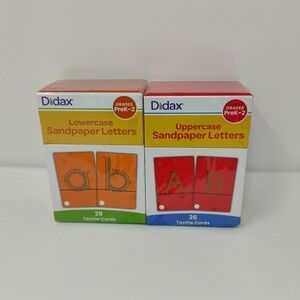 Didax
GRADES
PreK–2
Lowercase
Sandpaper Letters
a b
28
Tactile Cards
Didax
GRADES
PreK–2
Uppercase
Sandpaper Letters
A B
26
Tactile Cards